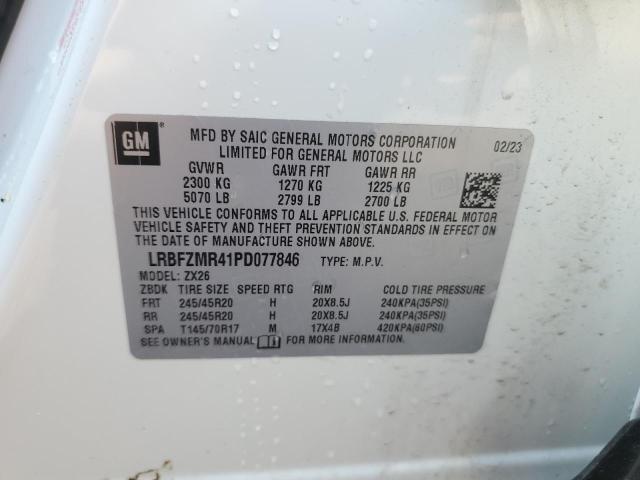 GM ® MFD BY SAIC GENERAL MOTORS CORPORATION 02/23
LIMITED FOR GENERAL MOTORS LLC
GVWR GAWR FRT GAWR RR
2300 KG 1270 KG 1225 KG
5070 LB 2799 LB 2700 LB
THIS VEHICLE CONFORMS TO ALL APPLICABLE U.S. FEDERAL MOTOR
VEHICLE SAFETY AND THEFT PREVENTION STANDARDS IN EFFECT ON
THE DATE OF MANUFACTURE SHOWN ABOVE.
LRBFZMR41PD077846 TYPE: M.P.V.
MODEL: ZX26
ZBDK TIRE SIZE SPEED RTG RIM COLD TIRE PRESSURE
FRT 245/45R20 H 20X8.5J 240KPA(35PSI)
RR 245/45R20 H 20X8.5J 240KPA(35PSI)
SPA T145/70R17 M 17X4B 420KPA(60PSI)
SEE OWNER'S MANUAL FOR MORE INFORMATION.